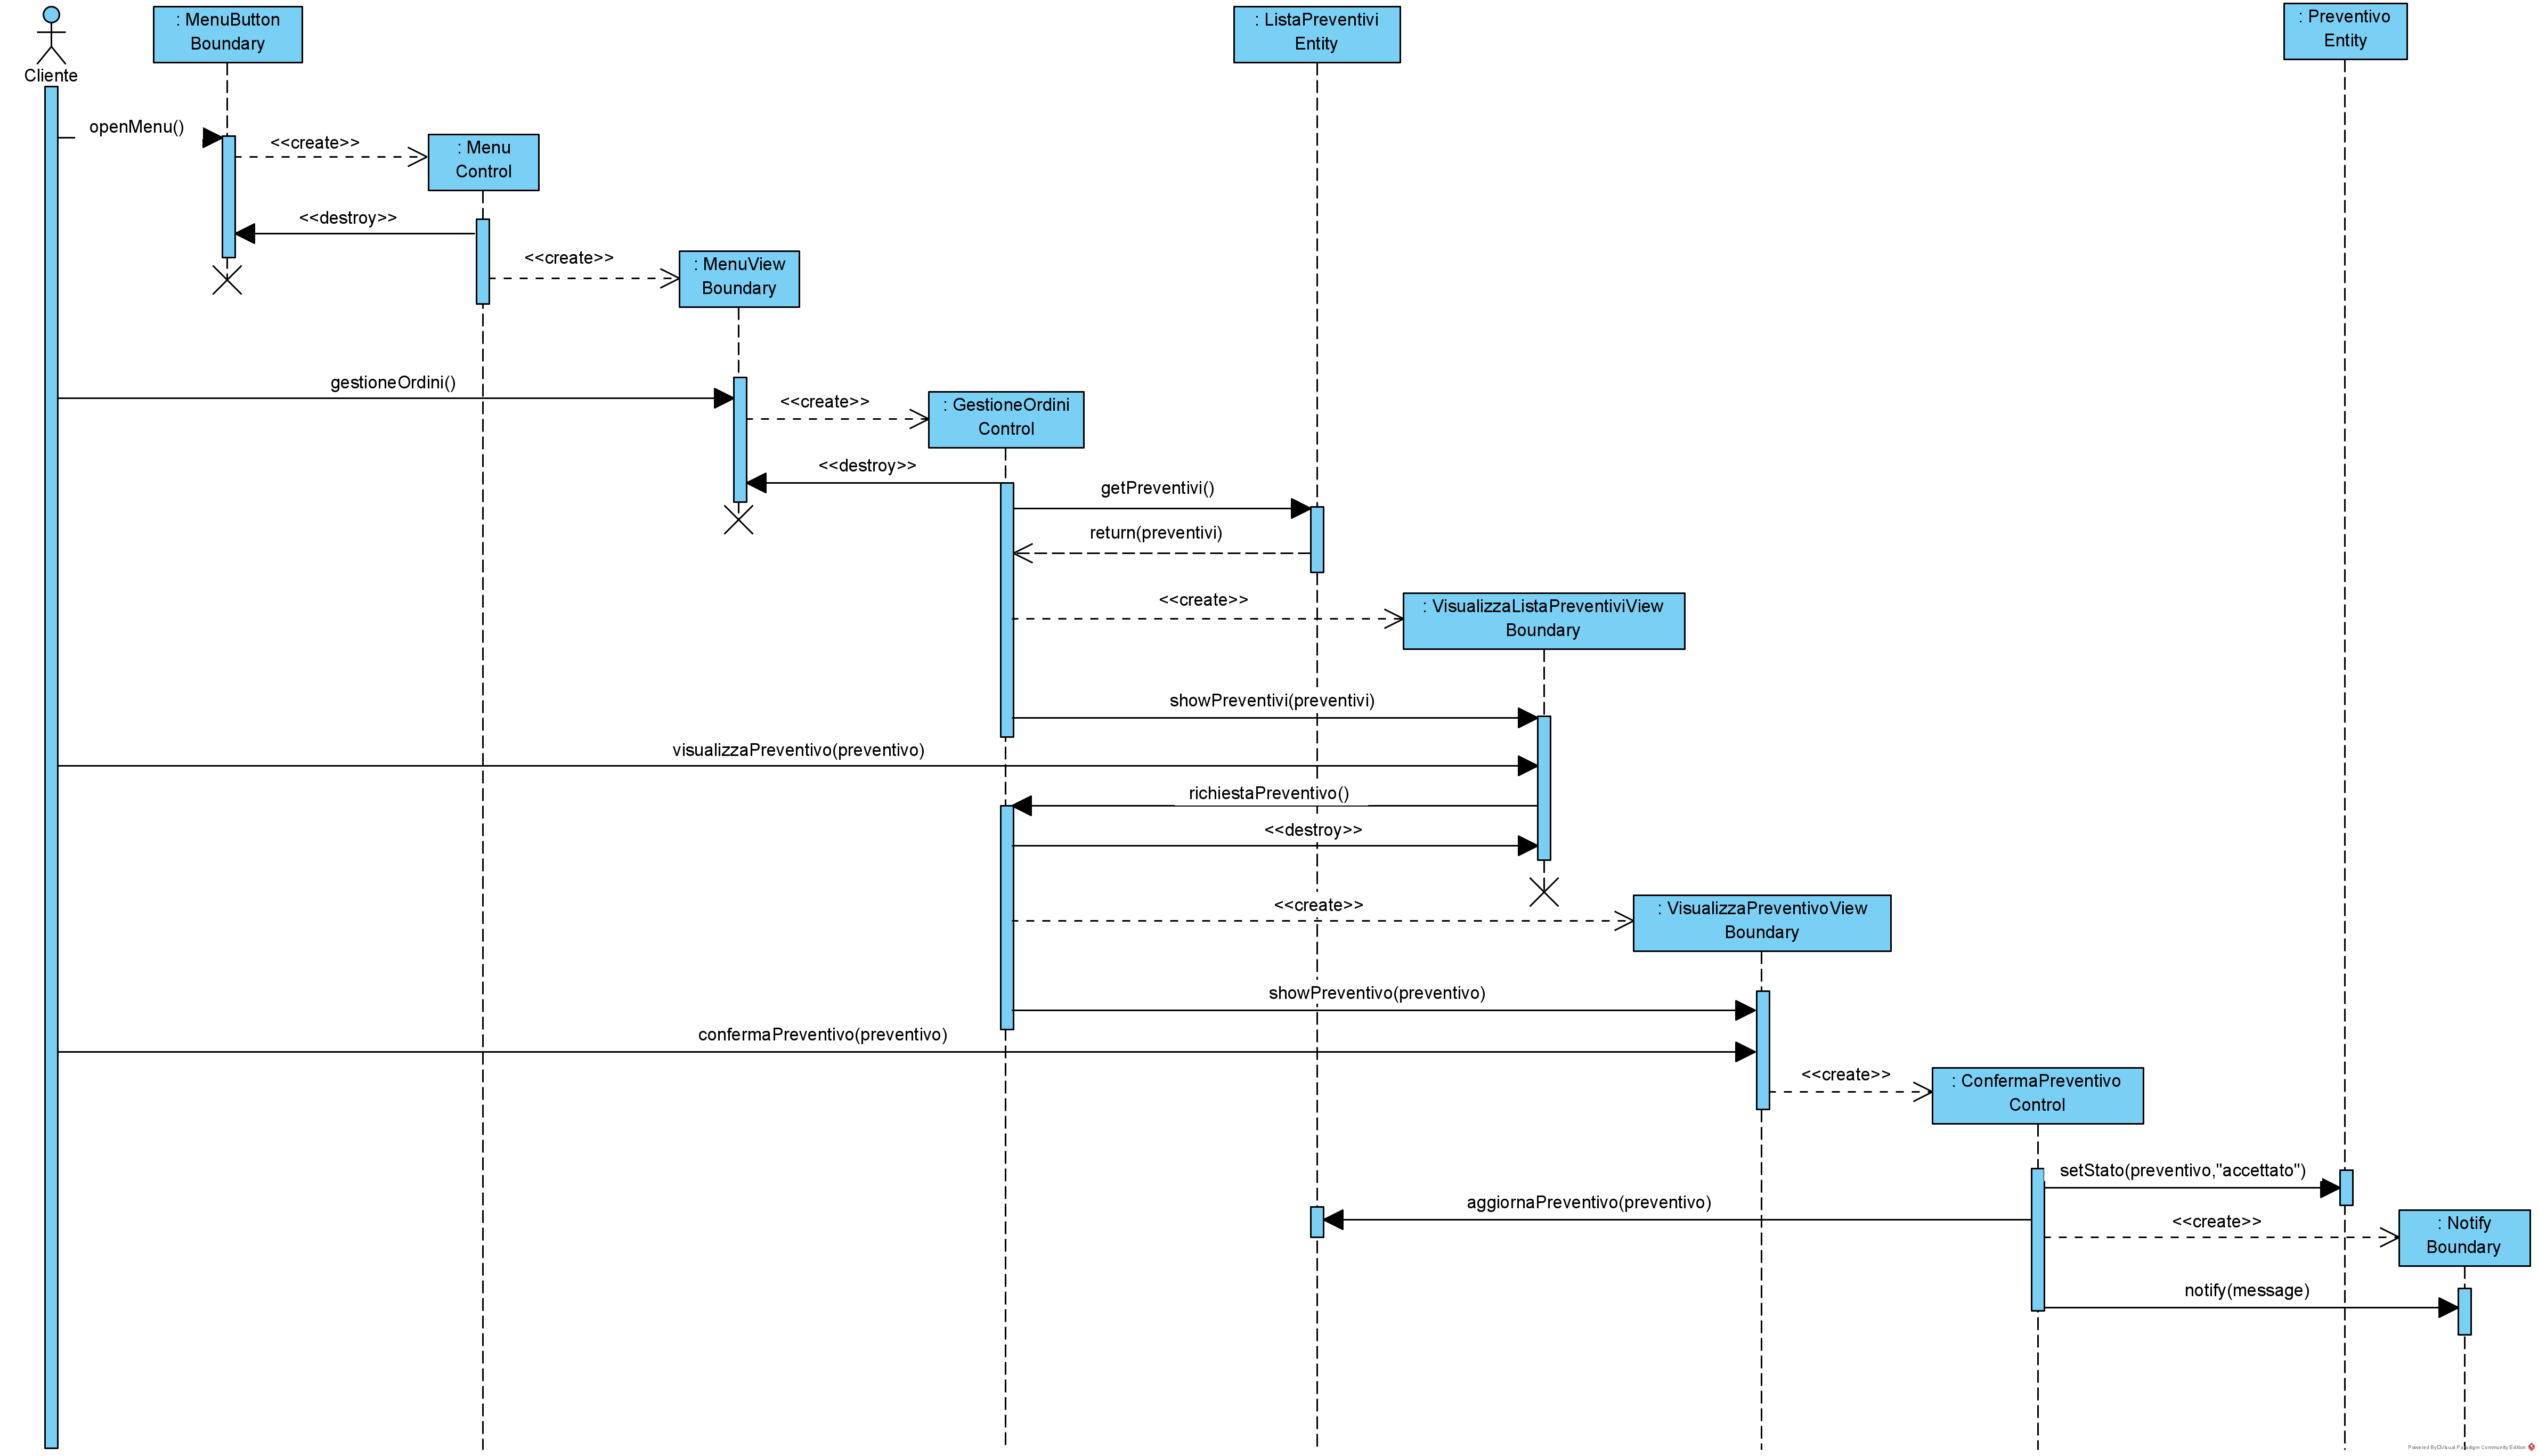 : MenuButton
Boundary
: ListaPreventivi
Entity
: Preventivo
Entity
Cliente
openMenu()
<<create>>
: Menu
Control
<<destroy>>
<<create>>
: MenuView
Boundary
gestioneOrdini()
<<create>>
: GestioneOrdini
Control
<<destroy>>
getPreventivi()
return(preventivi)
<<create>>
: VisualizzaListaPreventiviView
Boundary
showPreventivi(preventivi)
visualizzaPreventivo(preventivo)
richiestaPreventivo()
<<destroy>>
<<create>>
: VisualizzaPreventivoView
Boundary
showPreventivo(preventivo)
confermaPreventivo(preventivo)
<<create>>
: ConfermaPreventivo
Control
setStato(preventivo,"accettato")
aggiornaPreventivo(preventivo)
<<create>>
: Notify
Boundary
notify(message)